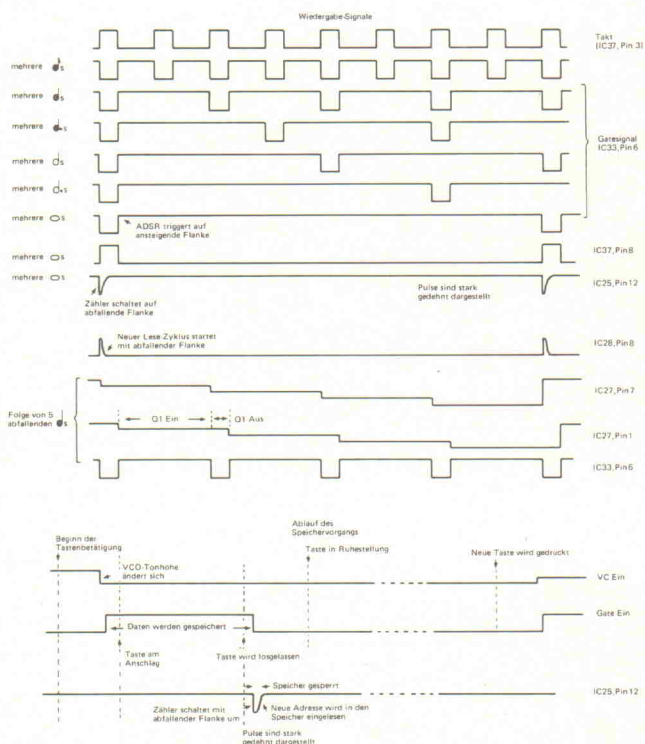 Wiedergabe-Signale
Takt
(IC37, Pin 3)
mehrere s
mehrere s
mehrere s
Gatesignal
IC33, Pin 6
mehrere s
mehrere s
mehrere s
ADSR triggert auf
ansteigende Flanke
mehrere s
IC37, Pin 8
mehrere s
IC25, Pin 12
Zähler schaltet auf
abfallende Flanke
Pulse sind stark
gedehnt dargestellt
Neuer Lese-Zyklus startet
mit abfallender Flanke
IC28, Pin 8
IC27, Pin 7
Folge von 5
abfallenden s
Q1 Ein
Q1 Aus
IC27, Pin 1
IC33, Pin 6
Ablauf des
Speichervorgangs
Beginn der
Tastenbetätigung
Taste in Ruhestellung
Neue Taste wird gedrückt
VCO-Tonhöhe
ändert sich
VC Ein
Daten werden gespeichert
Gate Ein
Taste am
Anschlag
Taste wird losgelassen
Speicher gesperrt
IC25, Pin 12
Zähler schaltet mit
abfallender Flanke um
Neue Adresse wird in den
Speicher eingelesen
Pulse sind stark
gedehnt dargestellt